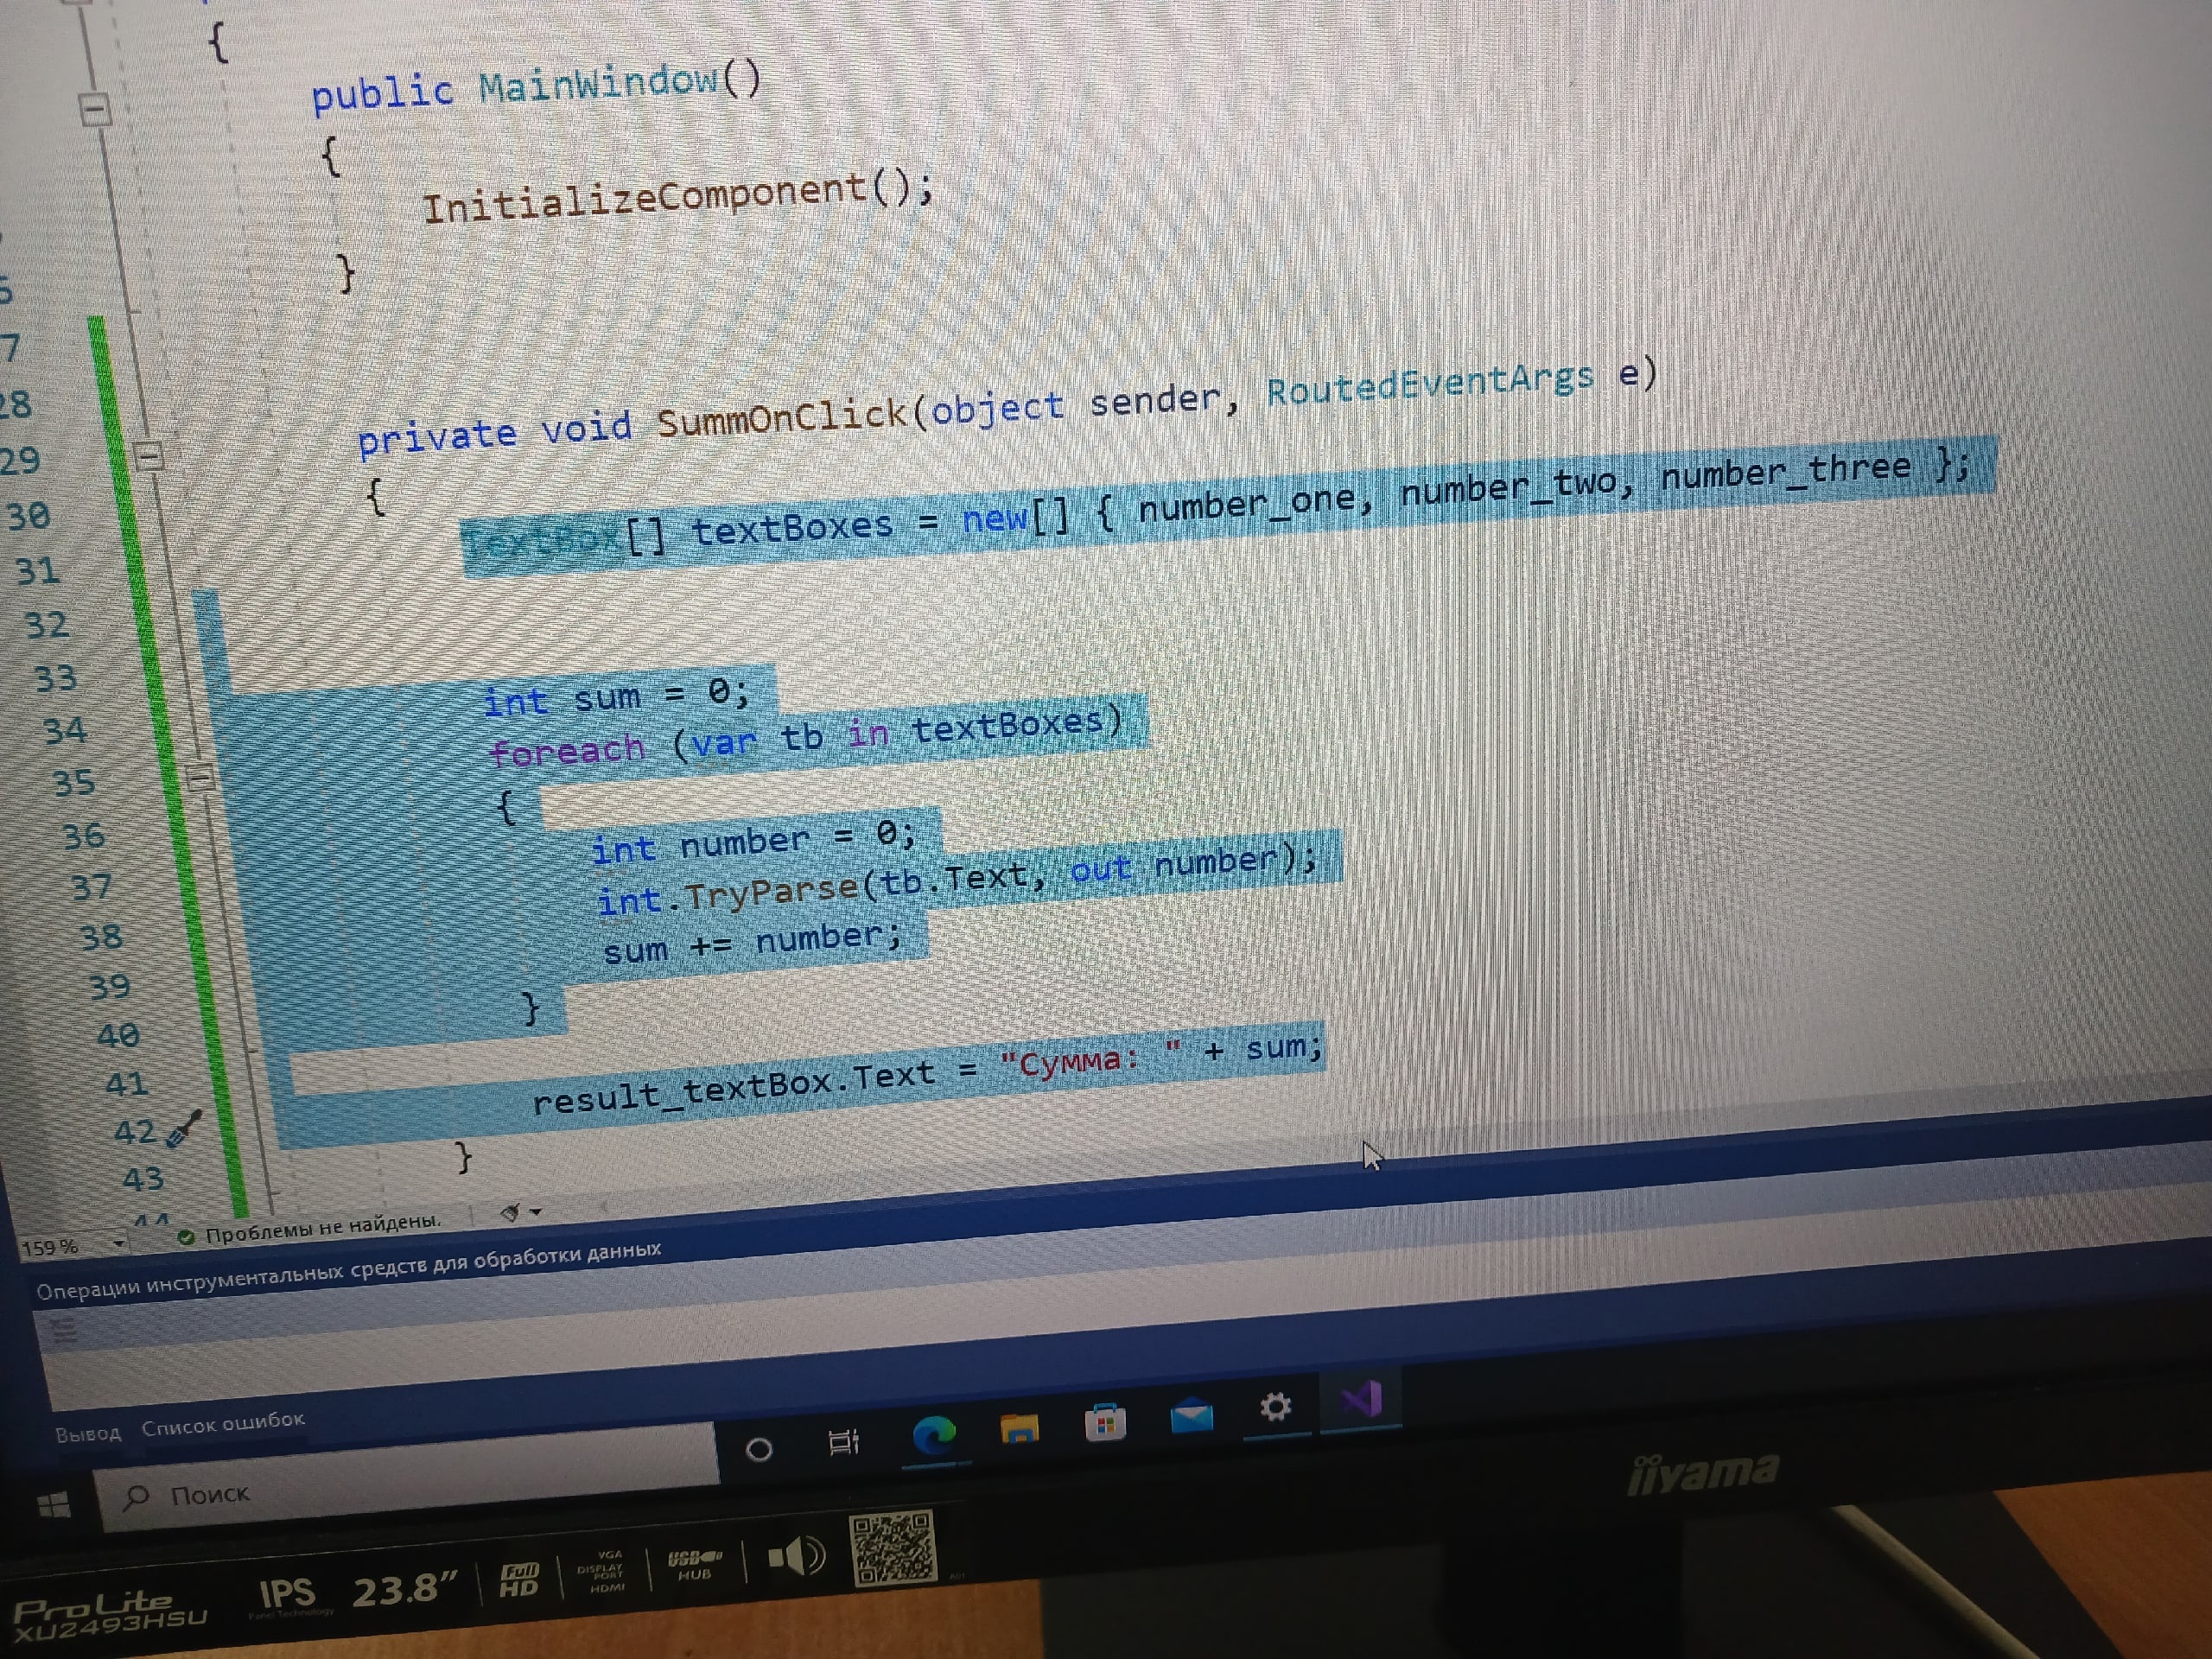 {
public MainWindow()
{
InitializeComponent();
}
7
28
private void SummOnClick(object sender, RoutedEventArgs e)
29
{
30
TextBox[] textBoxes = new[] { number_one, number_two, number_three };
31
32
33
int sum = 0;
34
foreach (var tb in textBoxes)
35
{
36
int number = 0;
37
int.TryParse(tb.Text, out number);
38
sum += number;
39
}
40
41
result_textBox.Text = "Сумма: " + sum;
42
}
43
159 %
Проблемы не найдены.
Операции инструментальных средств для обработки данных
Вывод Список ошибок
Поиск
iiyama
ProLite
XU2493HSU
IPS
Panel Technology
23.8"
Full HD
VGA
DISPLAY PORT
HDMI
USB HUB